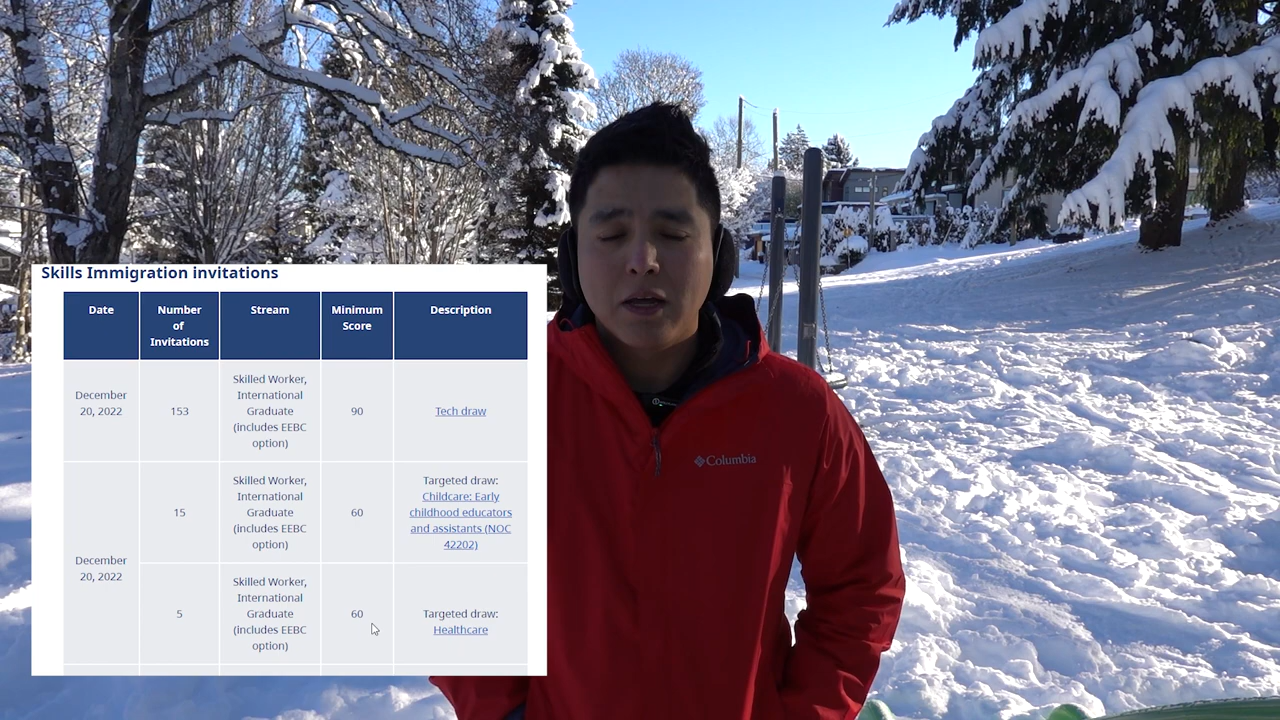 Skills Immigration invitations
Date
Number
of
Invitations
Stream
Minimum
Score
Description
December
20, 2022
153
Skilled Worker,
International
Graduate
(includes EEBC
option)
90
Tech draw
December
20, 2022
15
Skilled Worker,
International
Graduate
(includes EEBC
option)
60
Targeted draw:
Childcare: Early
childhood educators
and assistants (NOC
42202)
5
Skilled Worker,
International
Graduate
(includes EEBC
option)
60
Targeted draw:
Healthcare
Columbia